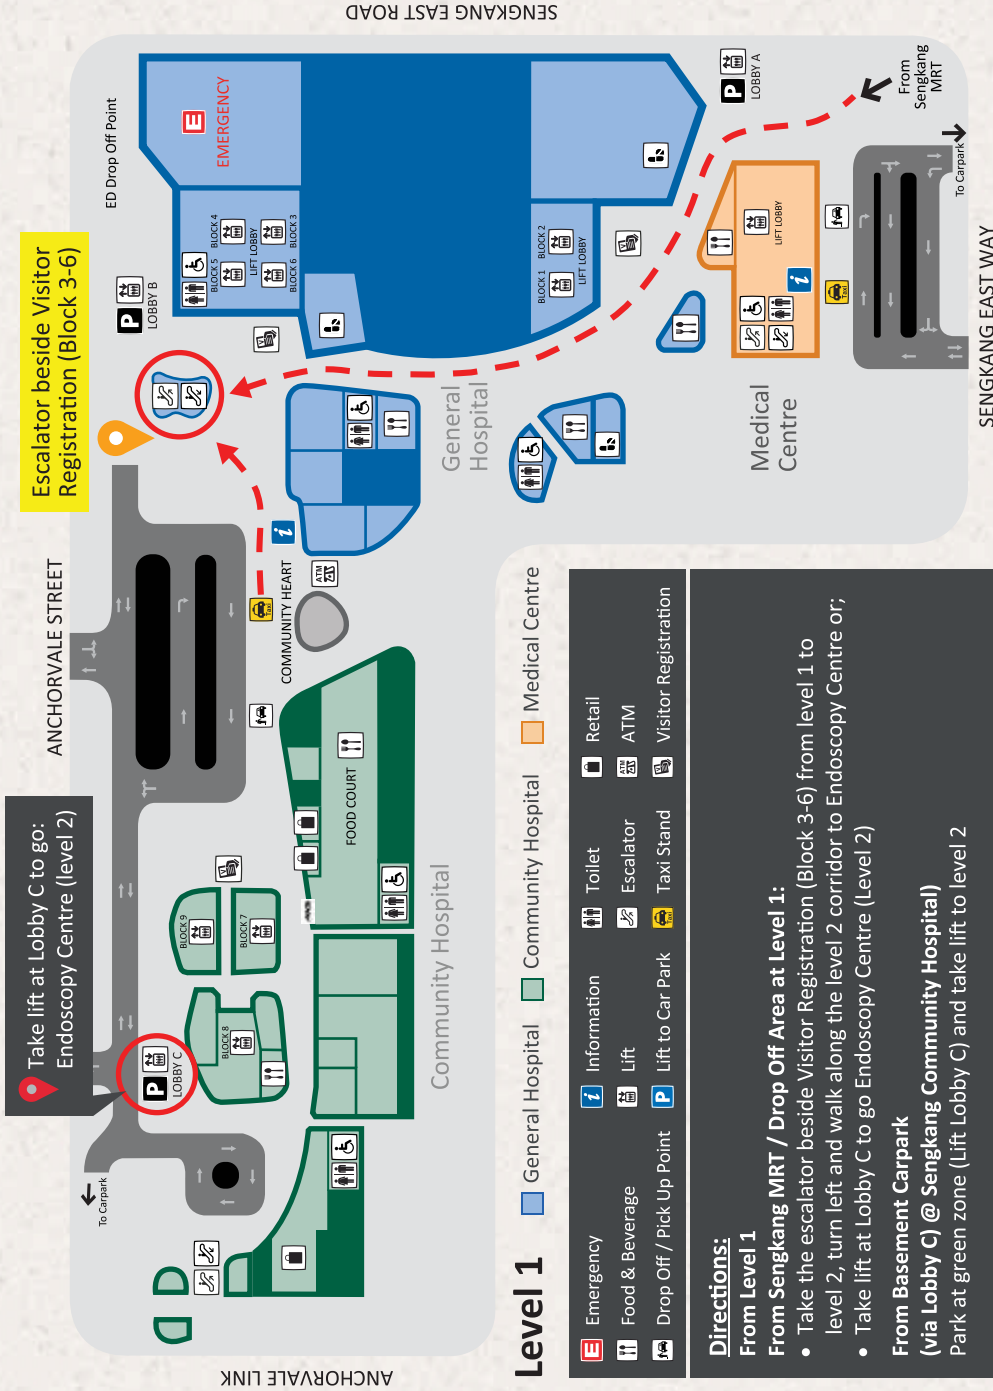 Take lift at Lobby C to go:
Endoscopy Centre (level 2)
ANCHORVALE STREET
Escalator beside Visitor
Registration (Block 3-6)
ED Drop Off Point
SENGKANG EAST ROAD
To Carpark
P
LOBBY C
BLOCK 8
BLOCK 9
BLOCK 7
Taxi
COMMUNITY HEART
i
ATM
P
LOBBY B
BLOCK 5
BLOCK 4
LIFT LOBBY
BLOCK 6
BLOCK 3
E
EMERGENCY
FOOD COURT
Community Hospital
General
Hospital
BLOCK 1
BLOCK 2
LIFT LOBBY
P
LOBBY A
From
Sengkang
MRT
Medical
Centre
i
LIFT LOBBY
Taxi
To Carpark
SENGKANG EAST WAY
ANCHORVALE LINK
Level 1
General Hospital
Community Hospital
Medical Centre
E Emergency
i Information
Toilet
Retail
Food & Beverage
Lift
Escalator
ATM ATM
Drop Off / Pick Up Point
P Lift to Car Park
Taxi Taxi Stand
Visitor Registration
Directions:
From Level 1
From Sengkang MRT / Drop Off Area at Level 1:
• Take the escalator beside Visitor Registration (Block 3-6) from level 1 to
level 2, turn left and walk along the level 2 corridor to Endoscopy Centre or;
• Take lift at Lobby C to go Endoscopy Centre (Level 2)
From Basement Carpark
(via Lobby C) @ Sengkang Community Hospital)
Park at green zone (Lift Lobby C) and take lift to level 2